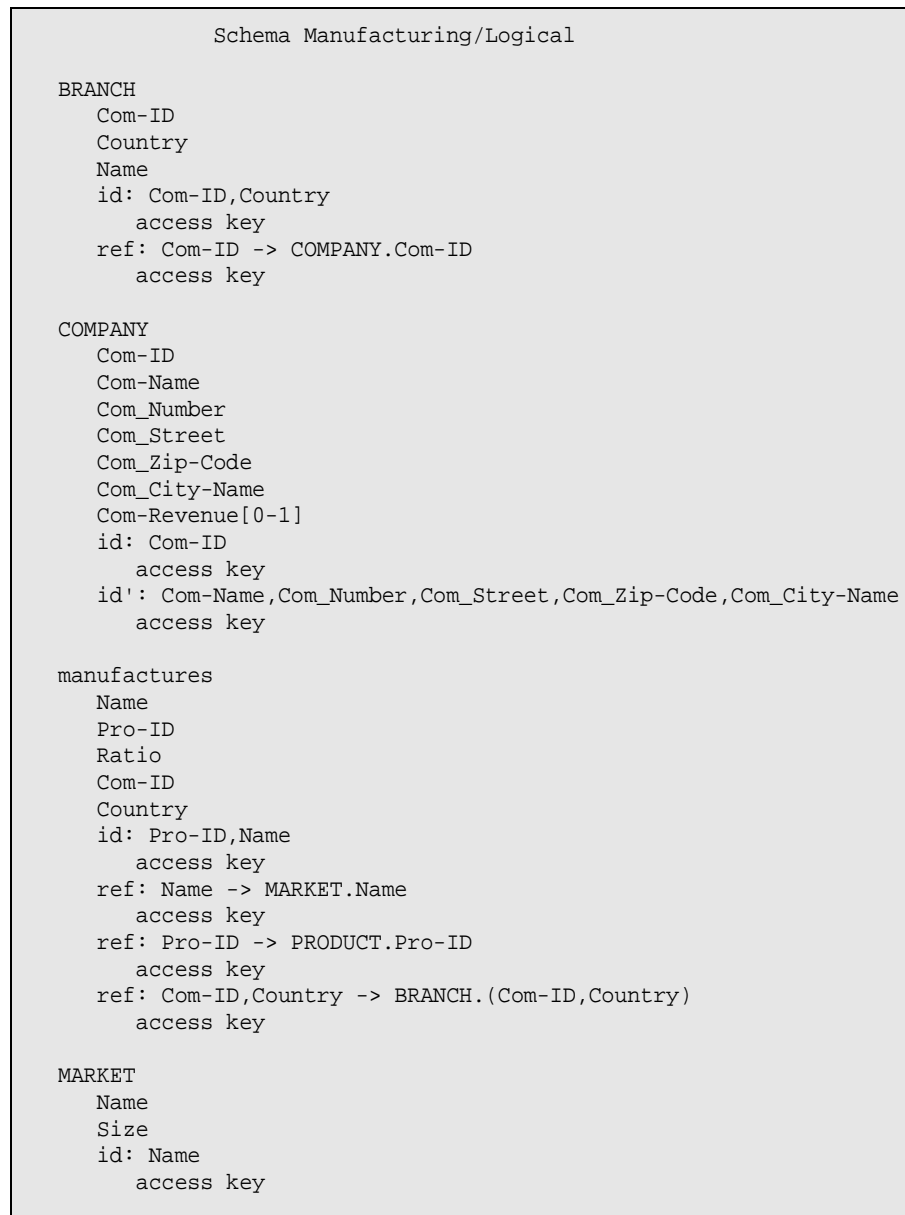 Schema Manufacturing/Logical
BRANCH
Com-ID
Country
Name
id: Com-ID,Country
access key
ref: Com-ID -> COMPANY.Com-ID
access key
COMPANY
Com-ID
Com-Name
Com_Number
Com_Street
Com_Zip-Code
Com_City-Name
Com-Revenue[0-1]
id: Com-ID
access key
id': Com-Name,Com_Number,Com_Street,Com_Zip-Code,Com_City-Name
access key
manufactures
Name
Pro-ID
Ratio
Com-ID
Country
id: Pro-ID,Name
access key
ref: Name -> MARKET.Name
access key
ref: Pro-ID -> PRODUCT.Pro-ID
access key
ref: Com-ID,Country -> BRANCH.(Com-ID,Country)
access key
MARKET
Name
Size
id: Name
access key